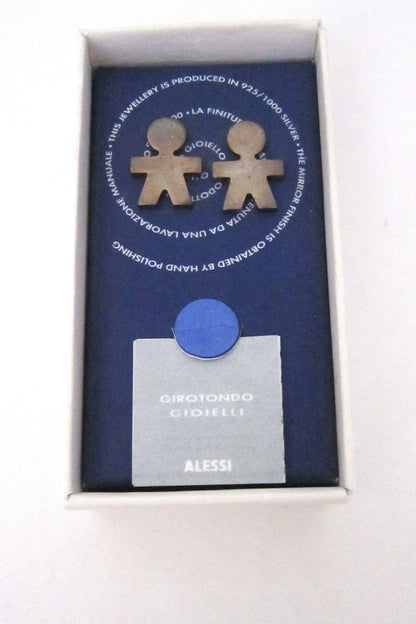 • THIS JEWELLERY IS PRODUCED IN 925/1000 SILVER • THE MIRROR FINISH IS OBTAINED BY HAND POLISHING
• LA FINITU
ENUTA DA UNA LAVORAZIONE MANUALE
GIOIELLO
GIROTONDO
GIOIELLI
ALESSI